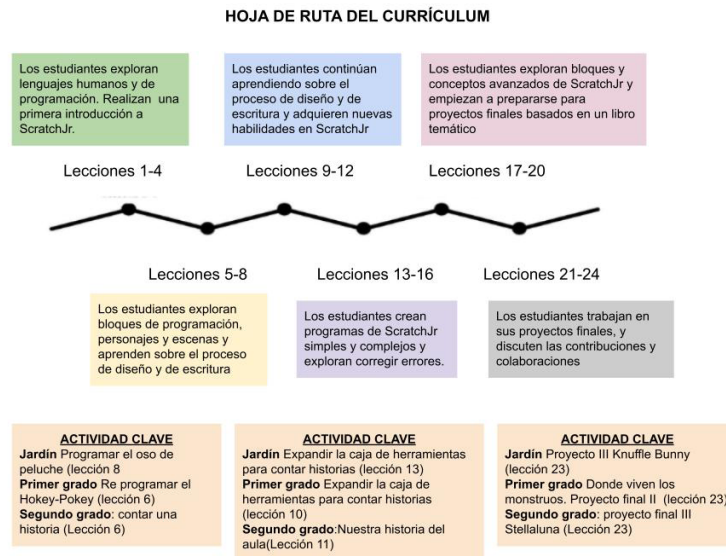 HOJA DE RUTA DEL CURRÍCULUM
Los estudiantes exploran
lenguajes humanos y de
programación. Realizan una
primera introducción a
ScratchJr.
Los estudiantes continúan
aprendiendo sobre el
proceso de diseño y de
escritura y adquieren nuevas
habilidades en ScratchJr
Los estudiantes exploran bloques y
conceptos avanzados de ScratchJr y
empiezan a prepararse para
proyectos finales basados en un libro
temático
Lecciones 1-4
Lecciones 9-12
Lecciones 17-20
Lecciones 5-8
Lecciones 13-16
Lecciones 21-24
Los estudiantes exploran
bloques de programación,
personajes y escenas y
aprenden sobre el proceso
de diseño y de escritura
Los estudiantes crean
programas de ScratchJr
simples y complejos y
exploran corregir errores.
Los estudiantes trabajan en
sus proyectos finales, y
discuten las contribuciones y
colaboraciones
ACTIVIDAD CLAVE
Jardín Programar el oso de
peluche (lección 8
Primer grado Re programar el
Hokey-Pokey (lección 6)
Segundo grado: contar una
historia (Lección 6)
ACTIVIDAD CLAVE
Jardín Expandir la caja de herramientas
para contar historias (lección 13)
Primer grado Expandir la caja de
herramientas para contar historias
(lección 10)
Segundo grado:Nuestra historia del
aula(Lección 11)
ACTIVIDAD CLAVE
Jardín Proyecto III Knuffle Bunny
(lección 23)
Primer grado Donde viven los
monstruos. Proyecto final II (lección 23)
Segundo grado: proyecto final III
Stellaluna (Lección 23)